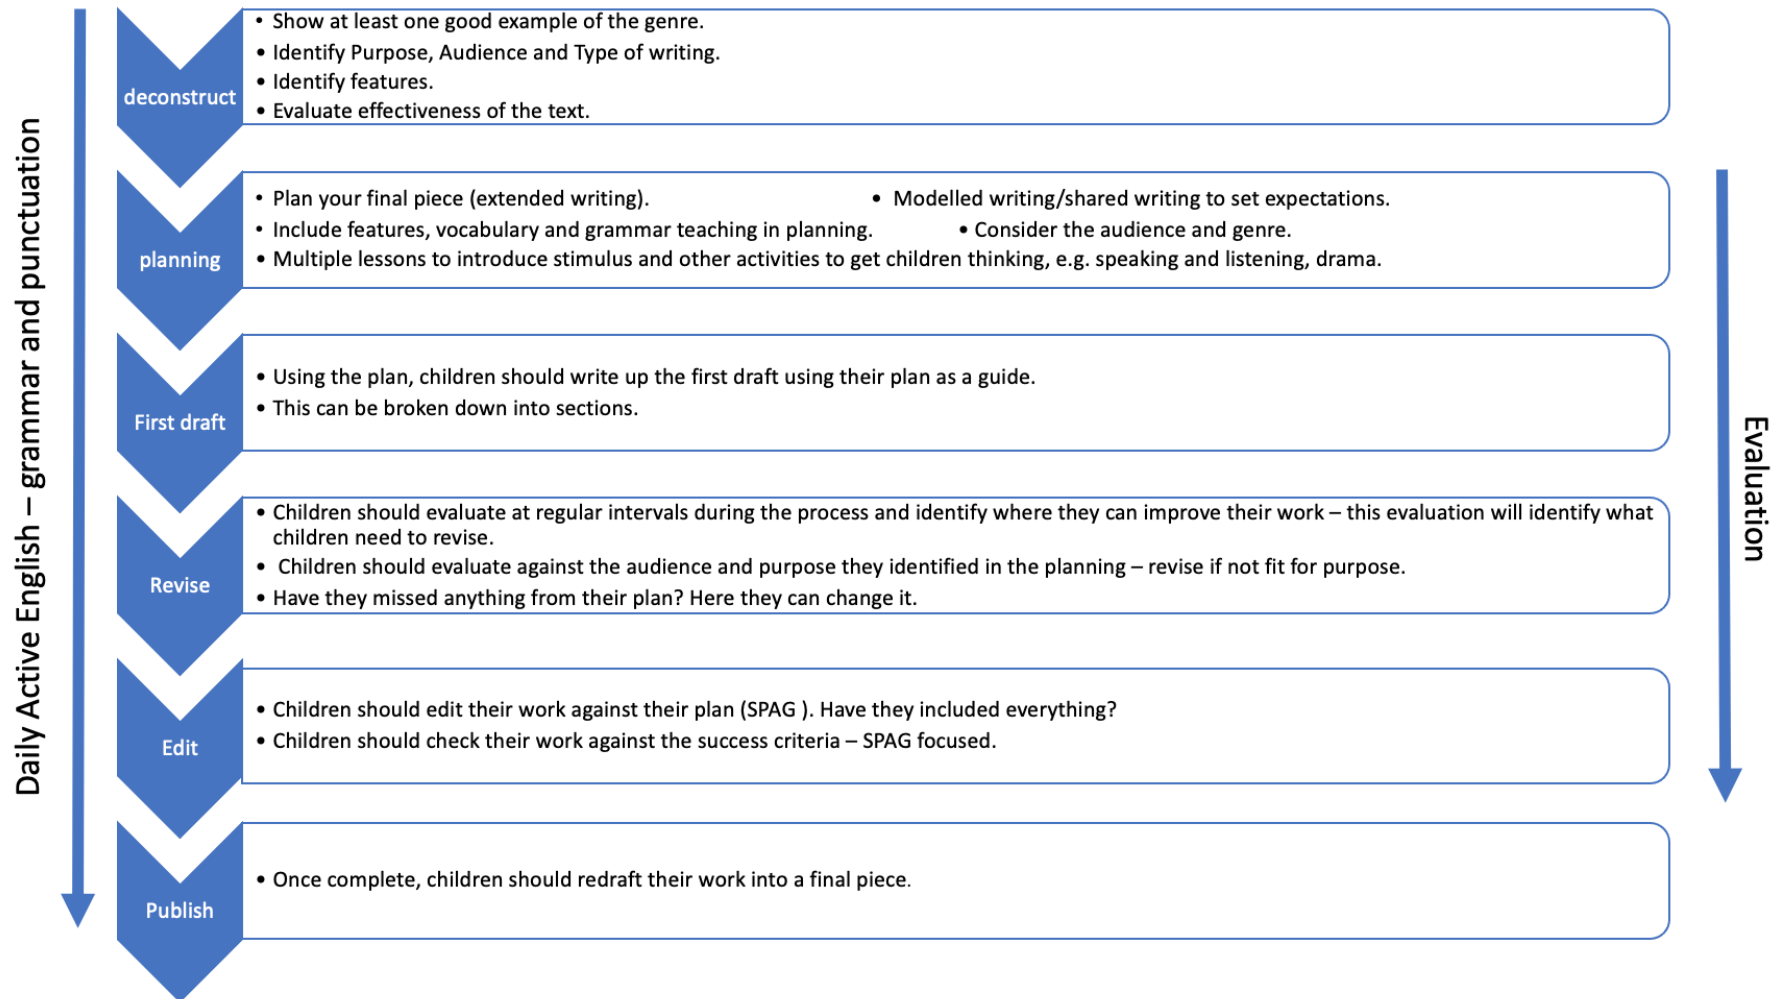 Daily Active English – grammar and punctuation
deconstruct
• Show at least one good example of the genre.
• Identify Purpose, Audience and Type of writing.
• Identify features.
• Evaluate effectiveness of the text.
planning
• Plan your final piece (extended writing). • Modelled writing/shared writing to set expectations.
• Include features, vocabulary and grammar teaching in planning. • Consider the audience and genre.
• Multiple lessons to introduce stimulus and other activities to get children thinking, e.g. speaking and listening, drama.
First draft
• Using the plan, children should write up the first draft using their plan as a guide.
• This can be broken down into sections.
Revise
• Children should evaluate at regular intervals during the process and identify where they can improve their work – this evaluation will identify what
children need to revise.
• Children should evaluate against the audience and purpose they identified in the planning – revise if not fit for purpose.
• Have they missed anything from their plan? Here they can change it.
Edit
• Children should edit their work against their plan (SPAG ). Have they included everything?
• Children should check their work against the success criteria – SPAG focused.
Publish
• Once complete, children should redraft their work into a final piece.
Evaluation